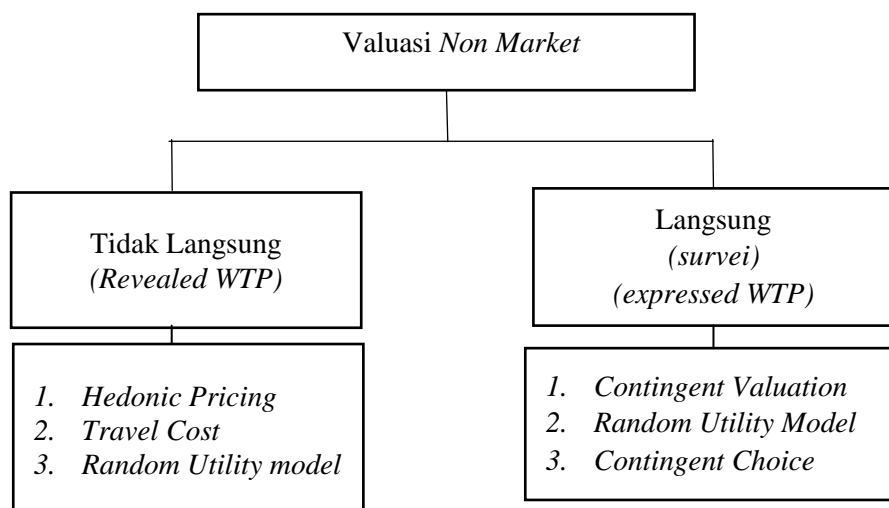 Valuasi Non Market
Tidak Langsung
(Revealed WTP)
Langsung
(survei)
(expressed WTP)
1. Hedonic Pricing
2. Travel Cost
3. Random Utility model
1. Contingent Valuation
2. Random Utility Model
3. Contingent Choice